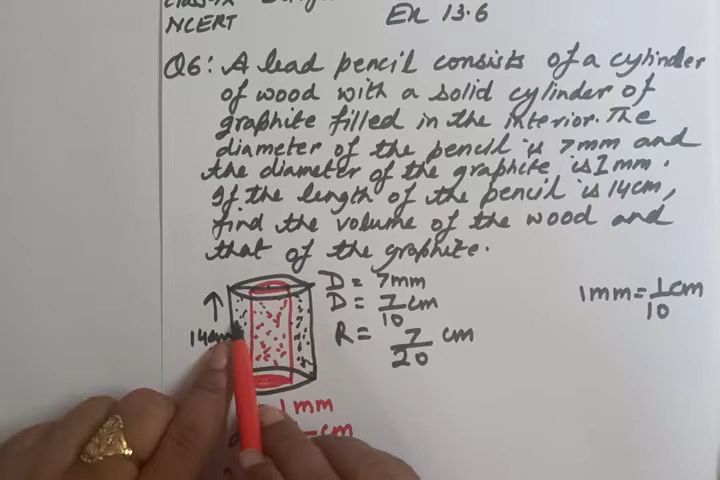 NCERT
Ex 13.6
Q6: A lead pencil consists of a cylinder
of wood with a solid cylinder of
graphite filled in the interior. The
diameter of the pencil is 7mm and
the diameter of the graphite is 1mm.
If the length of the pencil is 14cm,
find the volume of the wood and
that of the graphite.
D = 7mm
D = 7/10 cm
R = 7/20 cm
1mm = 1/10 cm
14cm
1mm
cm